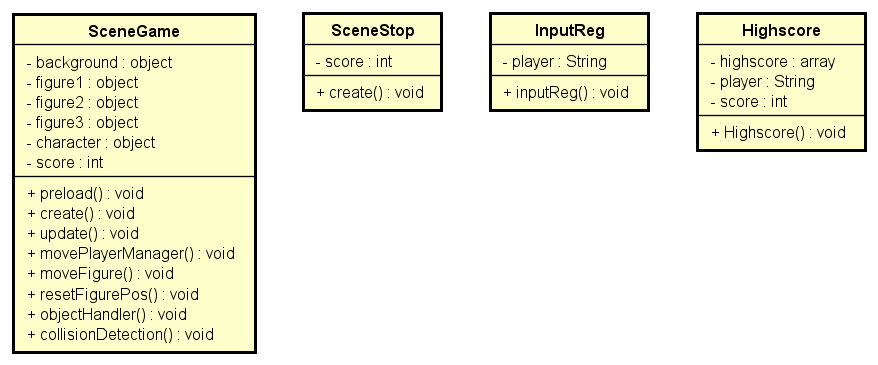 SceneGame
- background : object
- figure1 : object
- figure2 : object
- figure3 : object
- character : object
- score : int
+ preload() : void
+ create() : void
+ update() : void
+ movePlayerManager() : void
+ moveFigure() : void
+ resetFigurePos() : void
+ objectHandler() : void
+ collisionDetection() : void
SceneStop
- score : int
+ create() : void
InputReg
- player : String
+ inputReg() : void
Highscore
- highscore : array
- player : String
- score : int
+ Highscore() : void